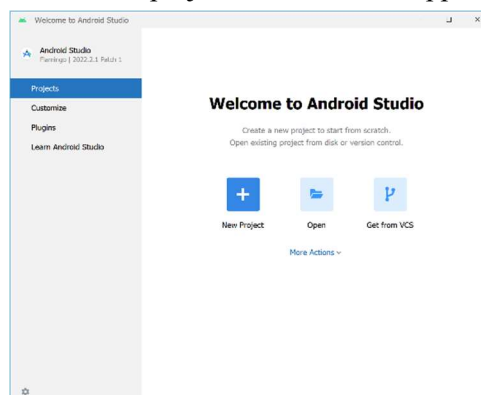 Welcome to Android Studio
Android Studio
Flamingo | 2022.2.1 Patch 1
Projects
Customize
Plugins
Learn Android Studio
Welcome to Android Studio
Create a new project to start from scratch.
Open existing project from disk or version control.
New Project
Open
Get from VCS
More Actions